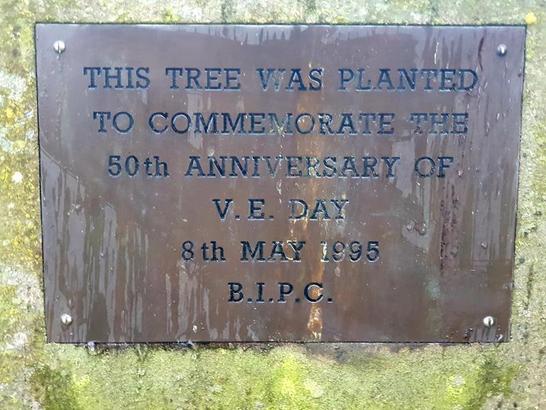 THIS TREE WAS PLANTED
TO COMMEMORATE THE
50th ANNIVERSARY OF
V.E. DAY
8th MAY 1995
B.I.P.C.